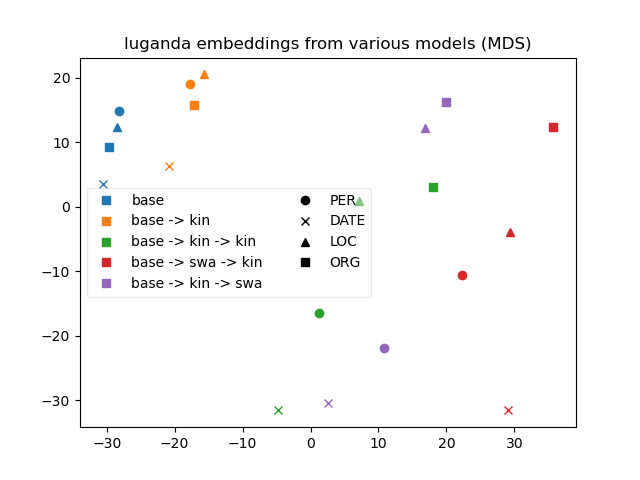 luganda embeddings from various models (MDS)
20
10
0
−10
−20
−30
base
base -> kin
base -> kin -> kin
base -> swa -> kin
base -> kin -> swa
PER
DATE
LOC
ORG
−30 −20 −10 0 10 20 30